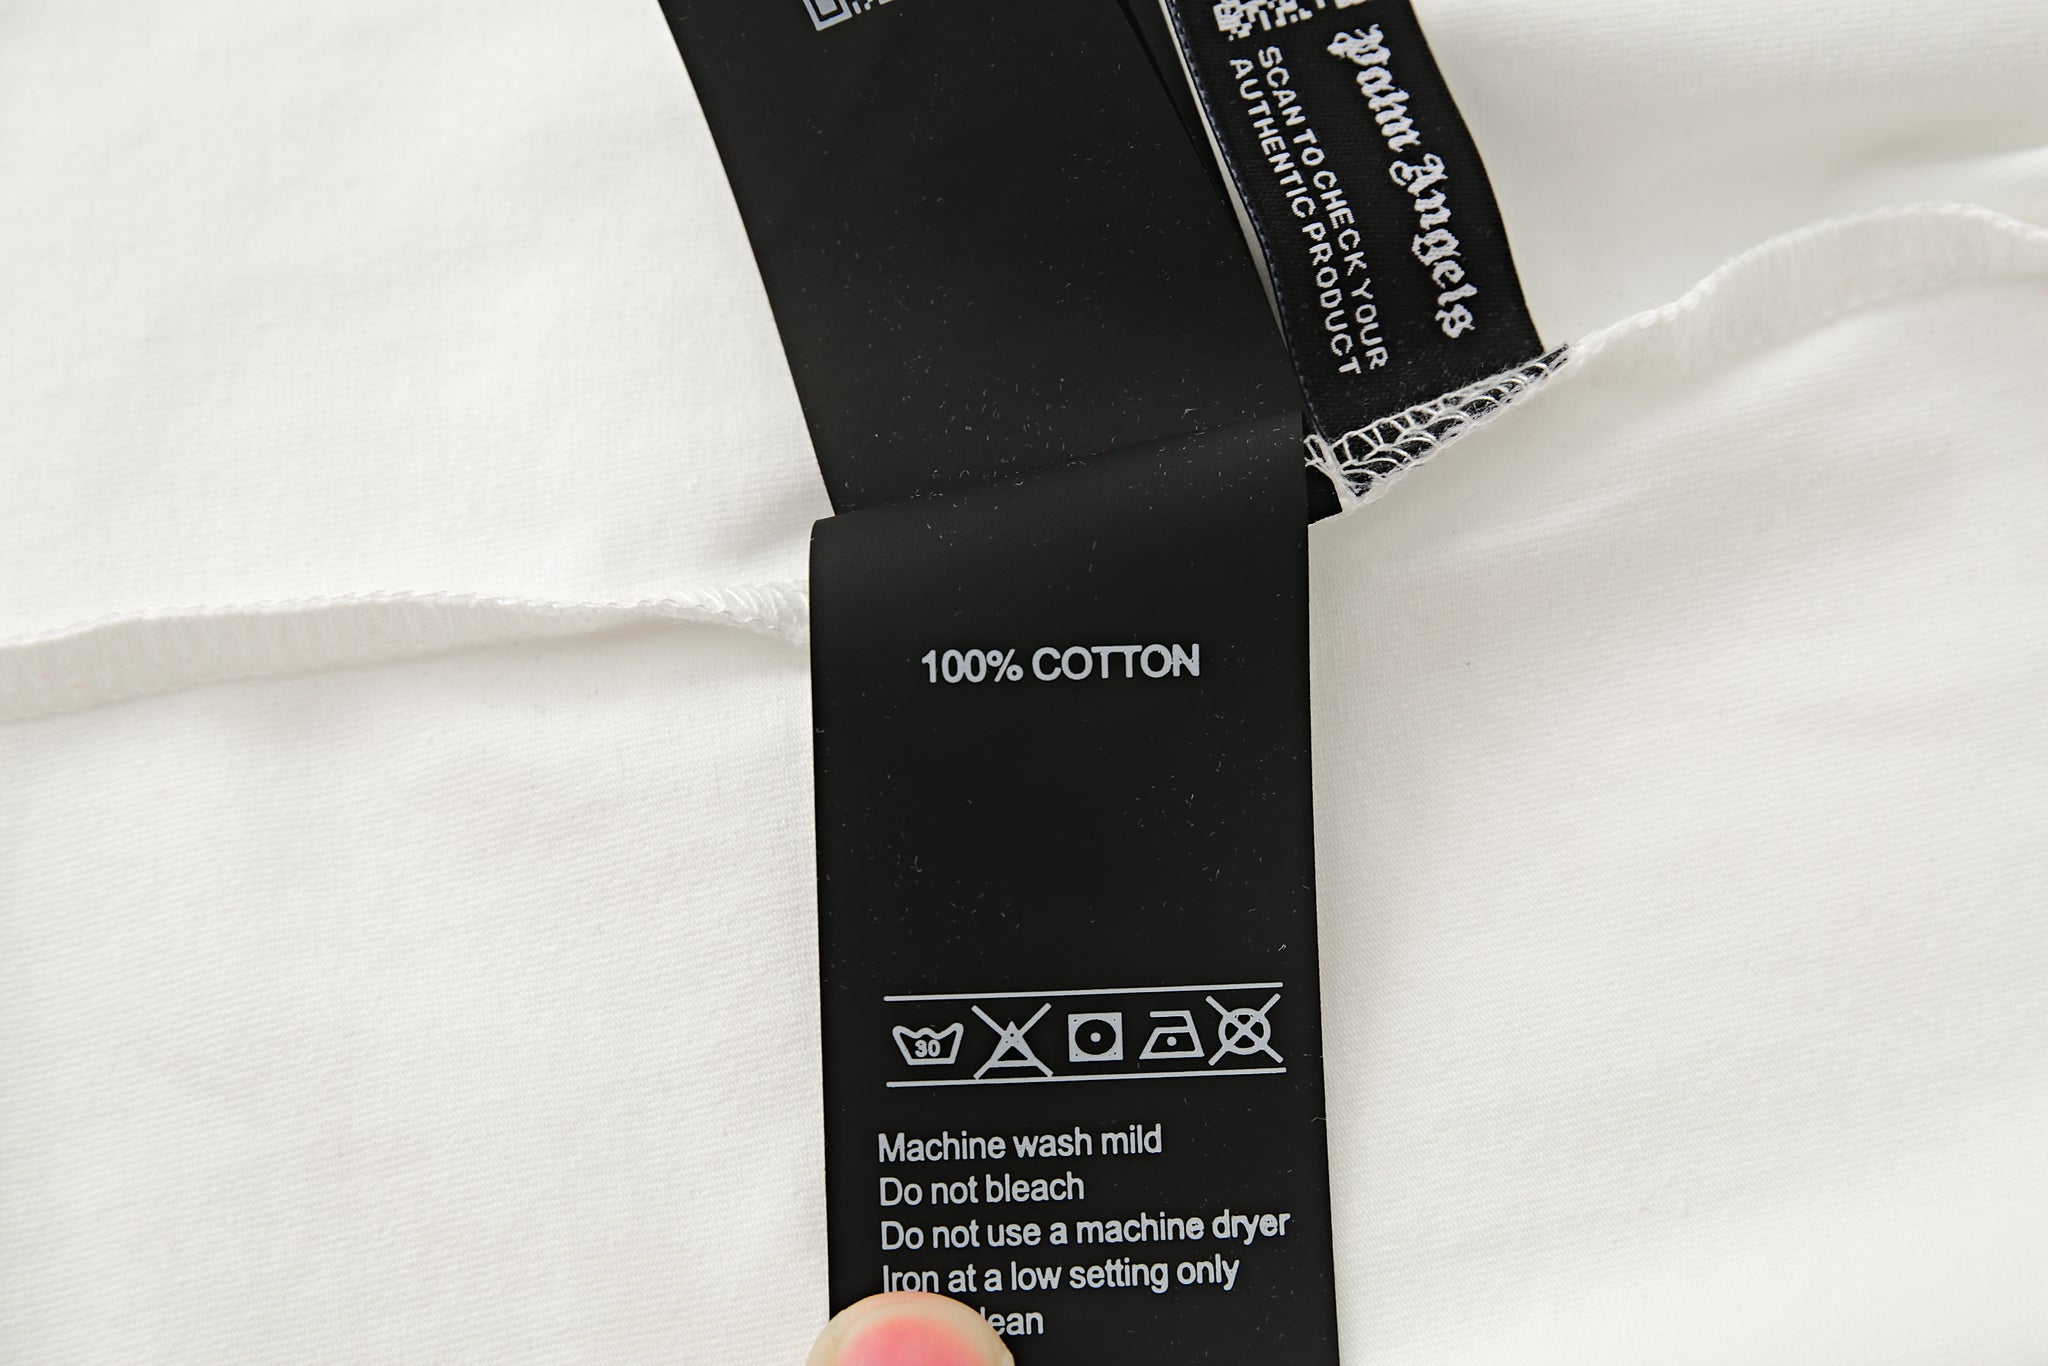 Palm Angels
SCAN TO CHECK YOUR
AUTHENTIC PRODUCT
100% COTTON
30
Machine wash mild
Do not bleach
Do not use a machine dryer
Iron at a low setting only